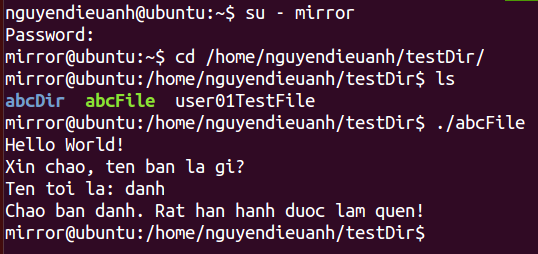 nguyendieuanh@ubuntu:~$ su - mirror
Password:
mirror@ubuntu:~$ cd /home/nguyendieuanh/testDir/
mirror@ubuntu:/home/nguyendieuanh/testDir$ ls
abcDir  abcFile  user01TestFile
mirror@ubuntu:/home/nguyendieuanh/testDir$ ./abcFile
Hello World!
Xin chao, ten ban la gi?
Ten toi la: danh
Chao ban danh. Rat han hanh duoc lam quen!
mirror@ubuntu:/home/nguyendieuanh/testDir$